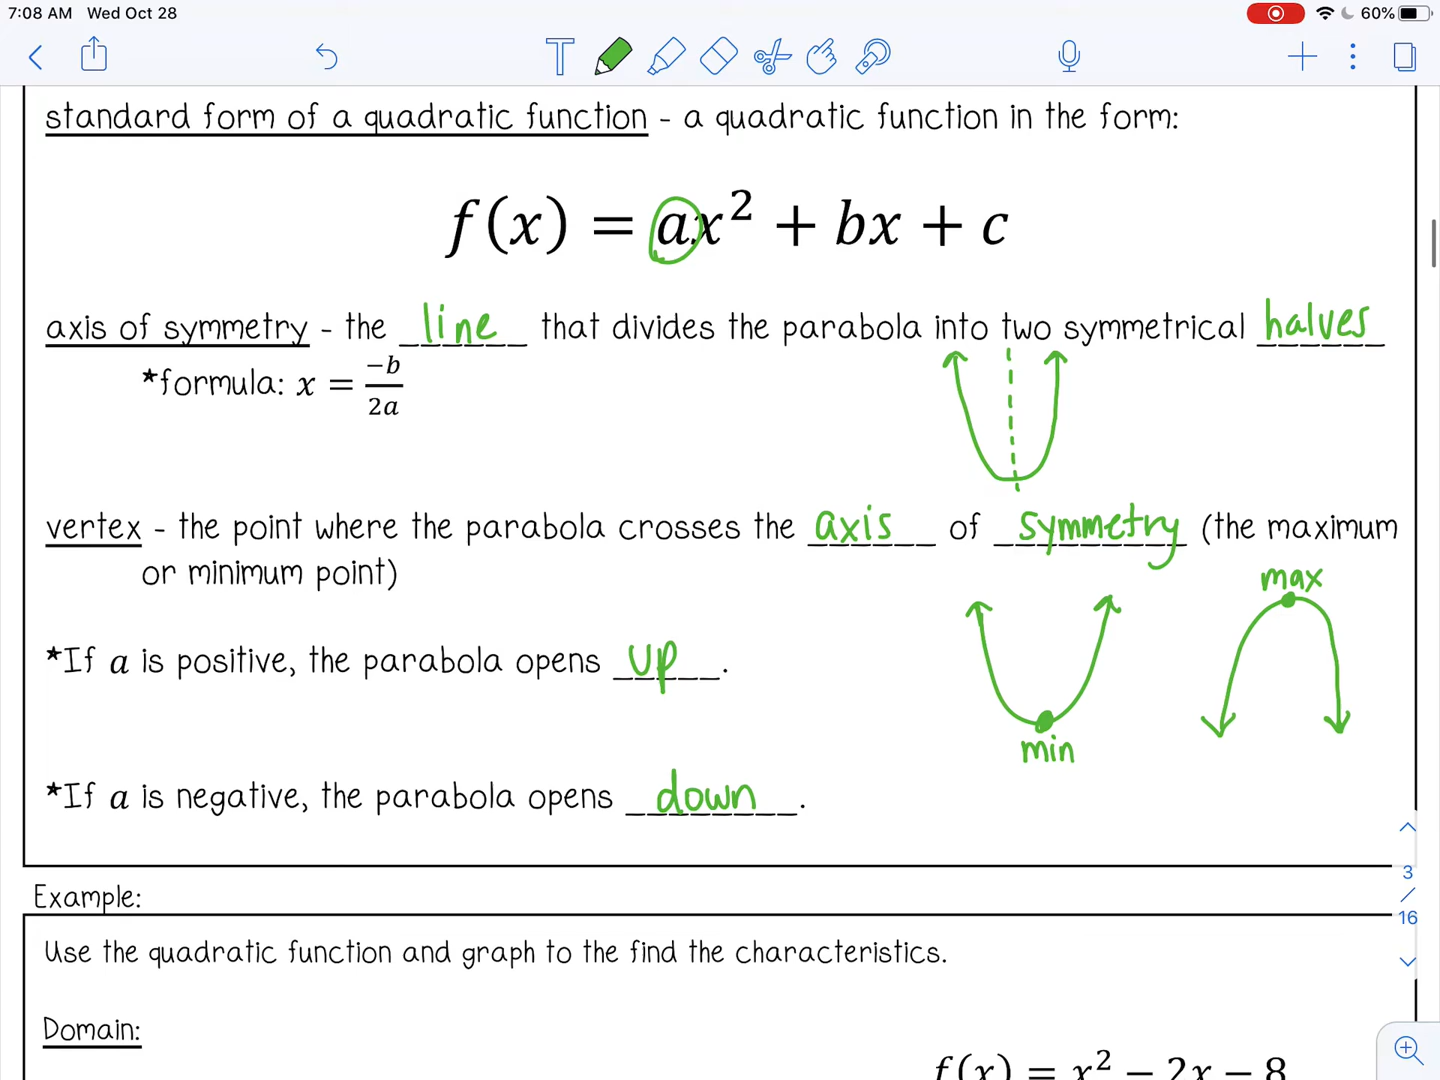 7:08 AM Wed Oct 28
60%
standard form of a quadratic function - a quadratic function in the form:
f(x) = ax² + bx + c
axis of symmetry - the line that divides the parabola into two symmetrical halves
*formula: x = -b/2a
vertex - the point where the parabola crosses the axis of symmetry (the maximum
or minimum point)
max
*If a is positive, the parabola opens up.
min
*If a is negative, the parabola opens down.
3
/
16
Example:
Use the quadratic function and graph to the find the characteristics.
Domain:
f(x) = x² − 2x − 8